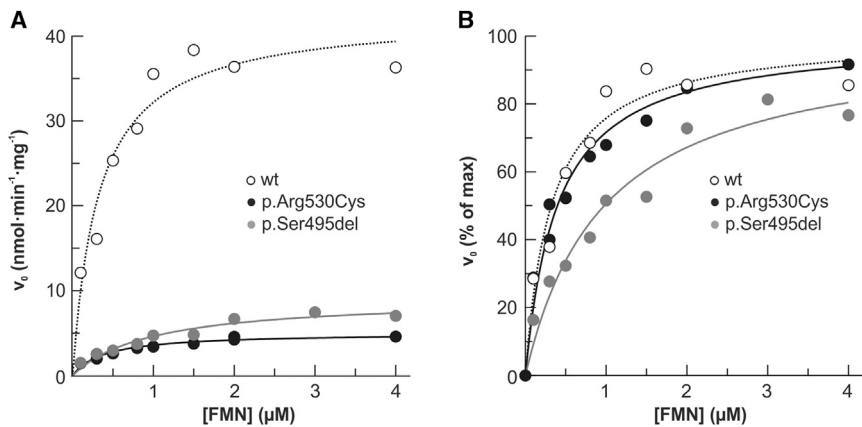 A
40
30
20
10
0
v₀ (nmol·min⁻¹·mg⁻¹)
wt
p.Arg530Cys
p.Ser495del
1
2
3
4
[FMN] (µM)
B
100
80
60
40
20
0
v₀ (% of max)
wt
p.Arg530Cys
p.Ser495del
0
1
2
3
4
[FMN] (µM)